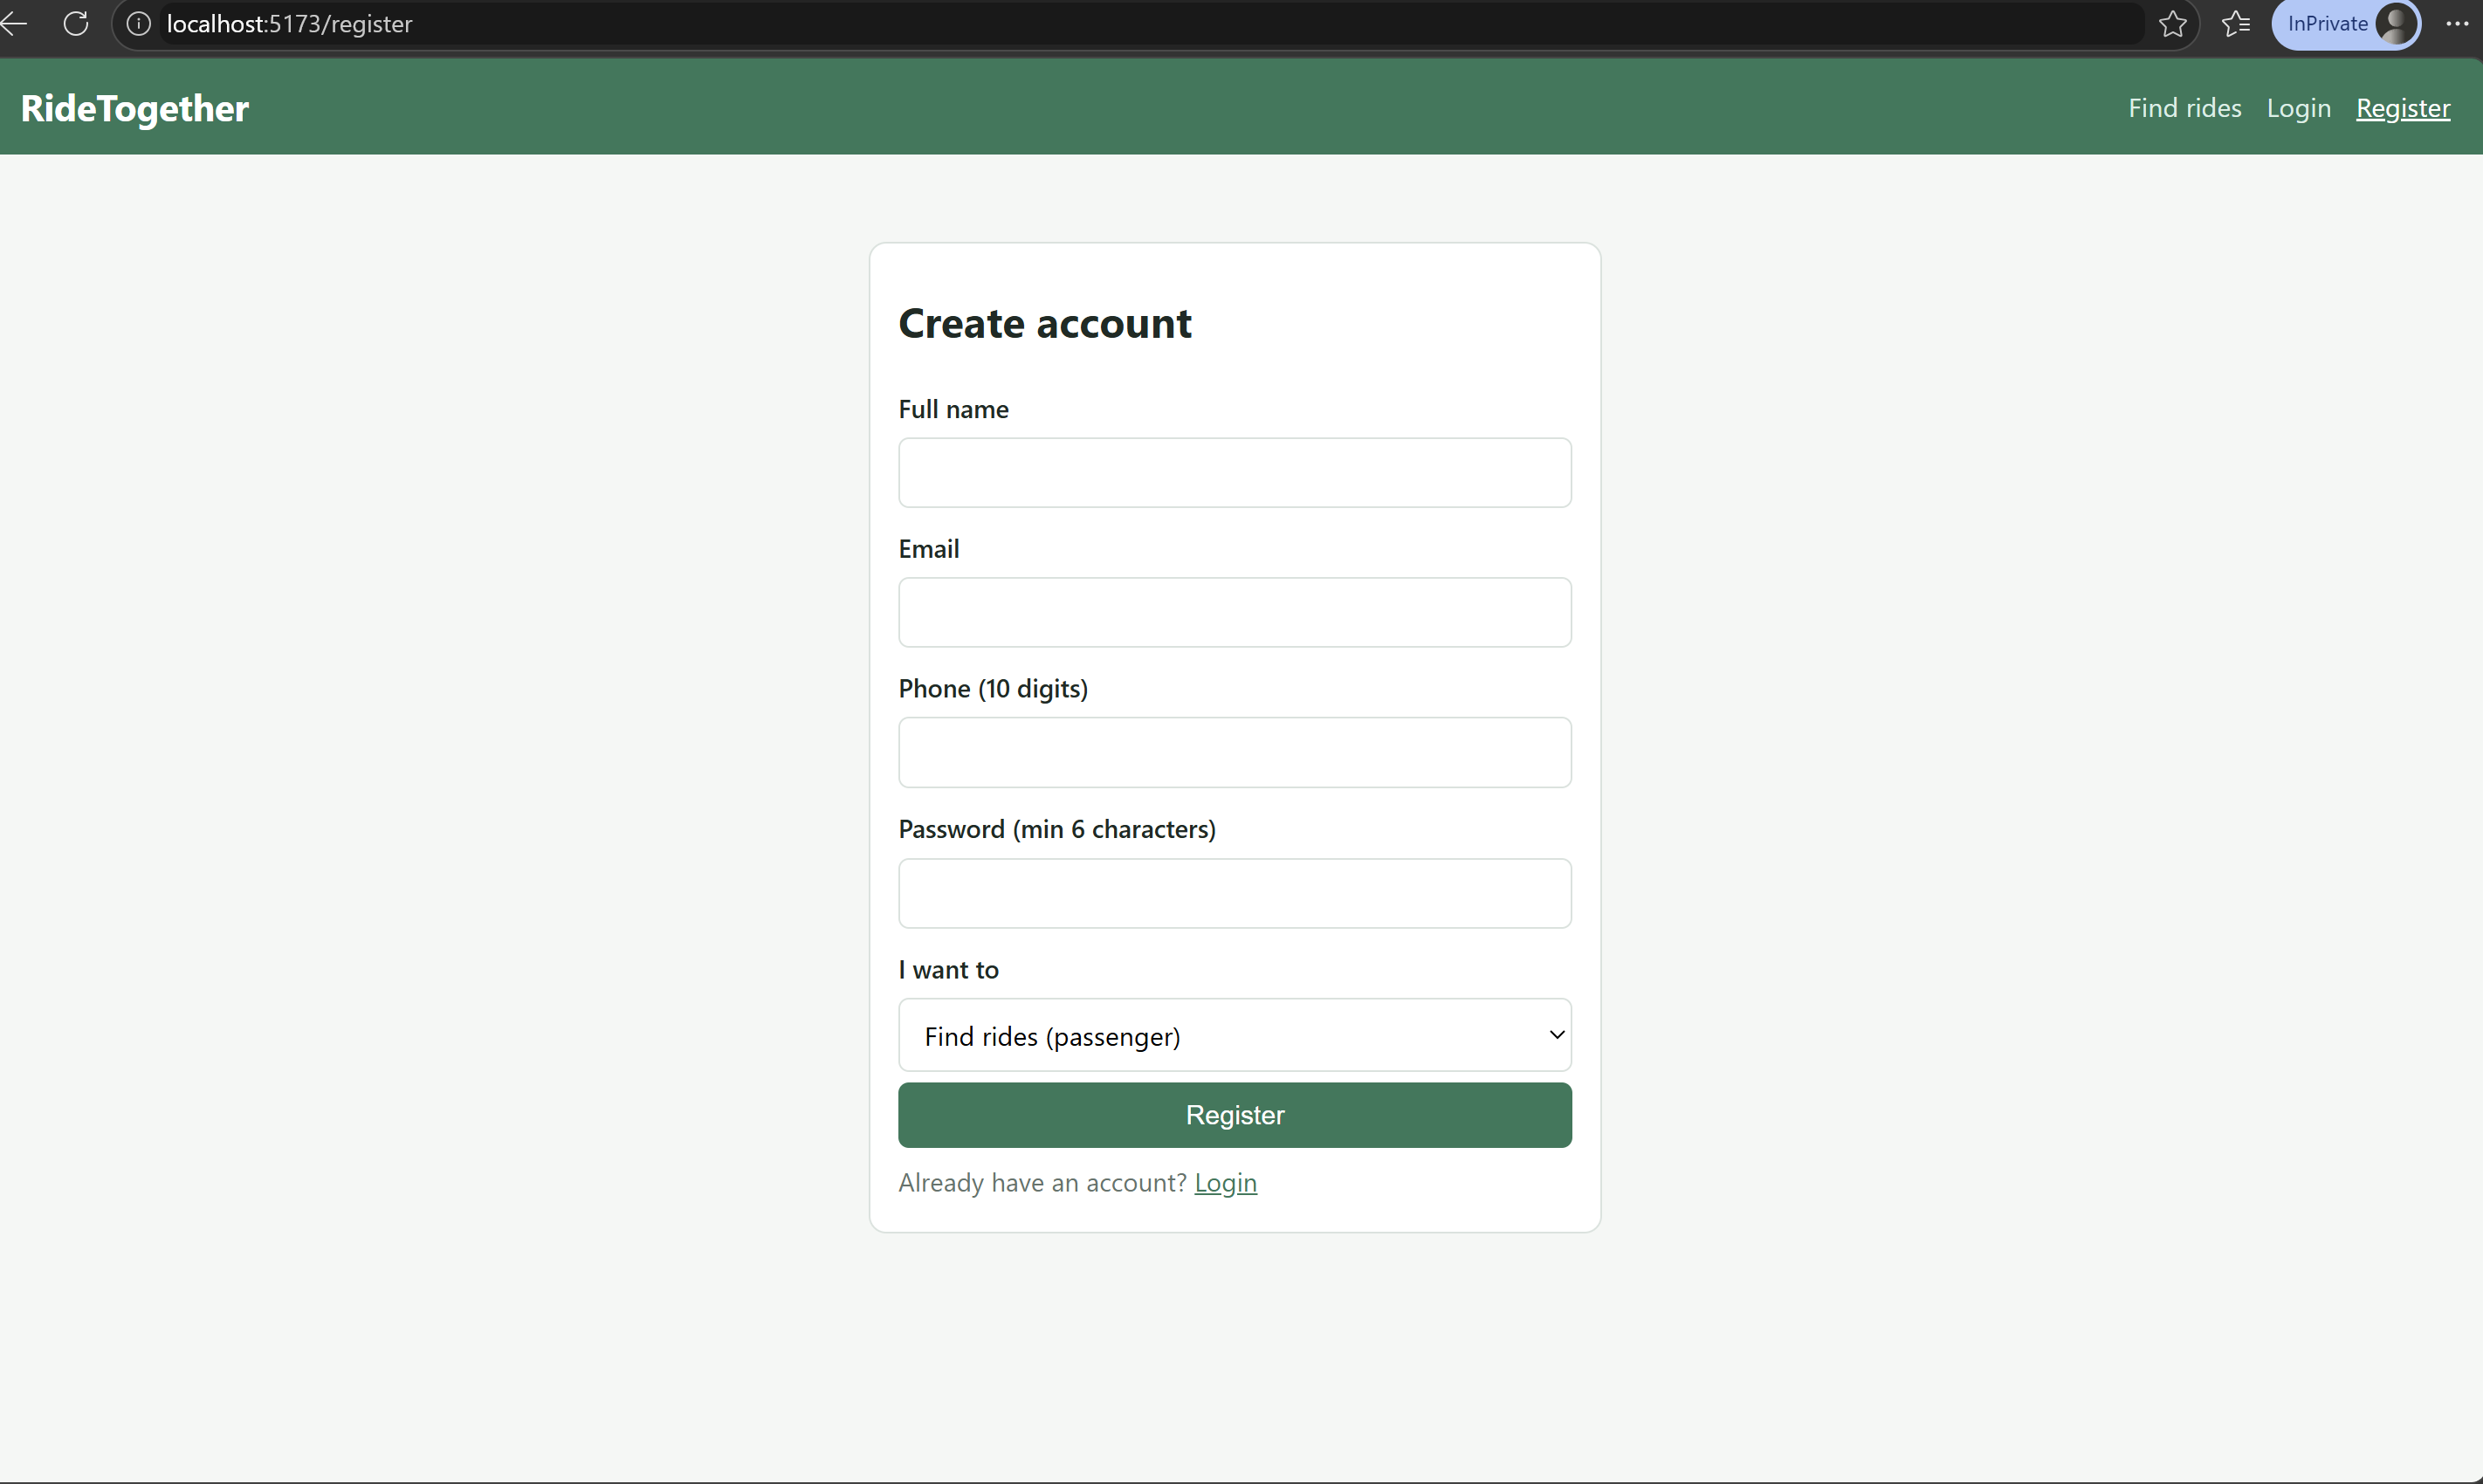 localhost:5173/register
InPrivate
RideTogether
Find rides Login Register
Create account
Full name
Email
Phone (10 digits)
Password (min 6 characters)
I want to
Find rides (passenger)
Register
Already have an account? Login